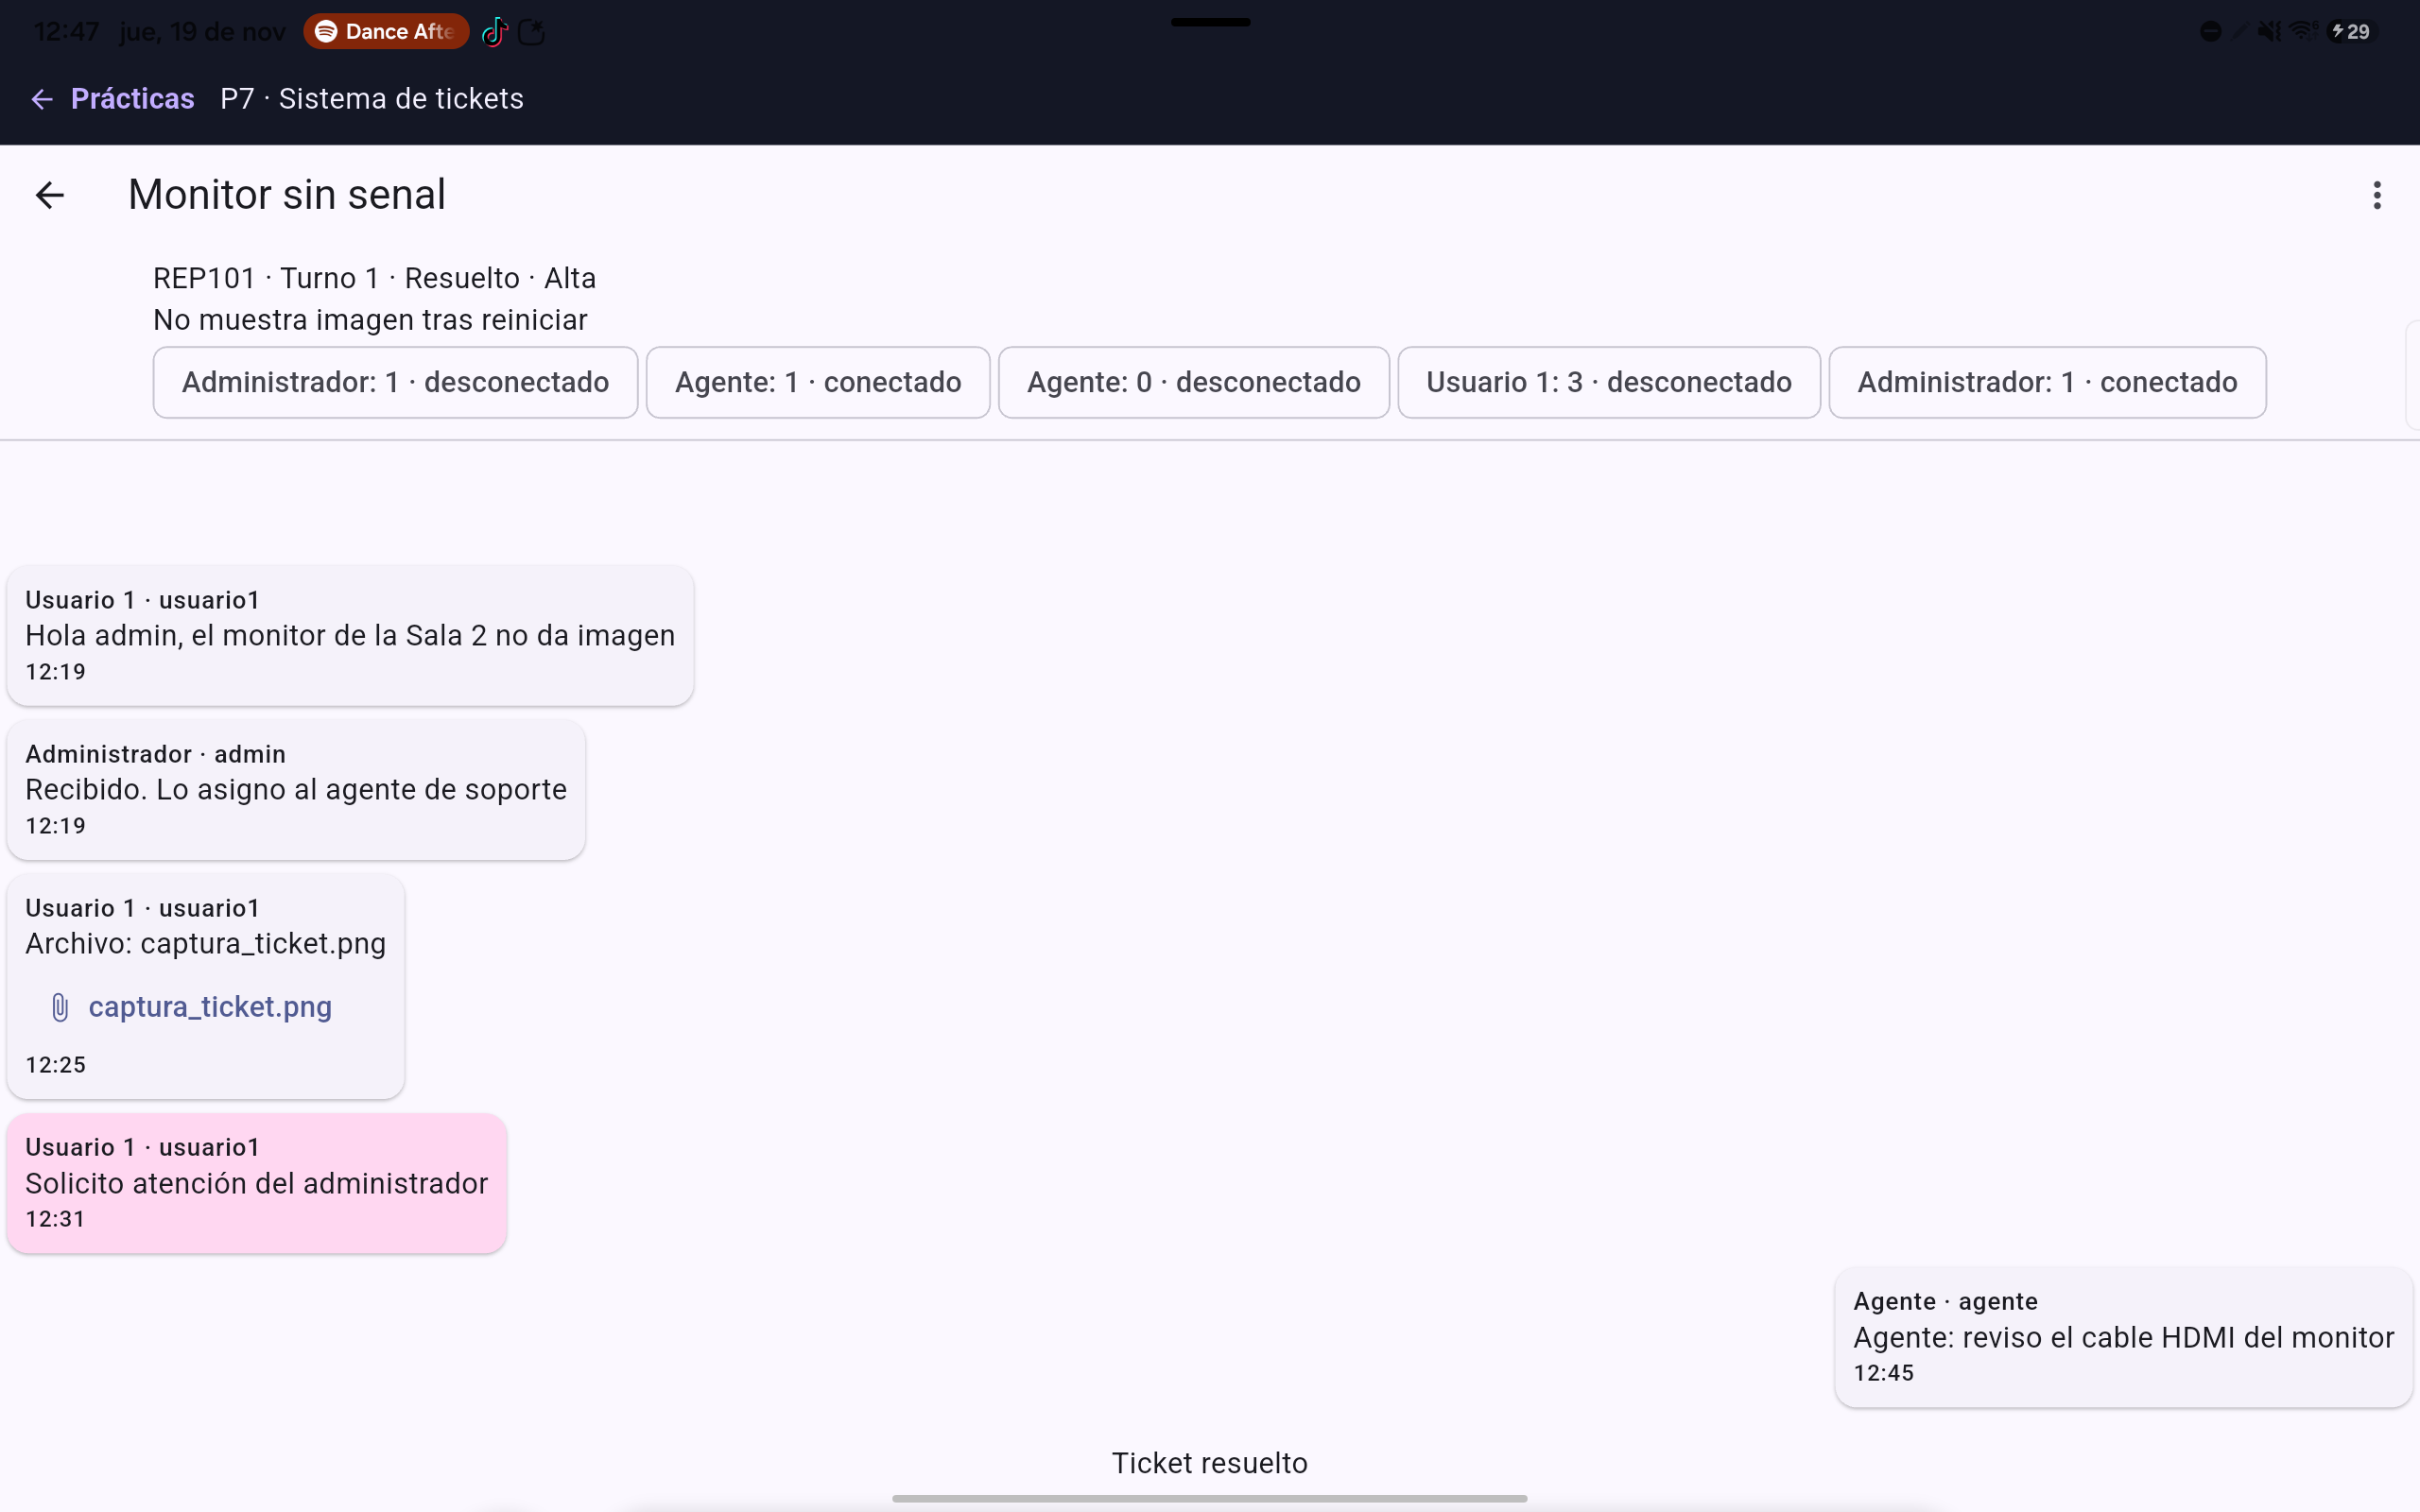 12:47 jue, 19 de nov Dance Afte 29
← Prácticas P7 · Sistema de tickets
Monitor sin senal
REP101 · Turno 1 · Resuelto · Alta
No muestra imagen tras reiniciar
Administrador: 1 · desconectado
Agente: 1 · conectado
Agente: 0 · desconectado
Usuario 1: 3 · desconectado
Administrador: 1 · conectado
Usuario 1 · usuario1
Hola admin, el monitor de la Sala 2 no da imagen
12:19
Administrador · admin
Recibido. Lo asigno al agente de soporte
12:19
Usuario 1 · usuario1
Archivo: captura_ticket.png
captura_ticket.png
12:25
Usuario 1 · usuario1
Solicito atención del administrador
12:31
Agente · agente
Agente: reviso el cable HDMI del monitor
12:45
Ticket resuelto